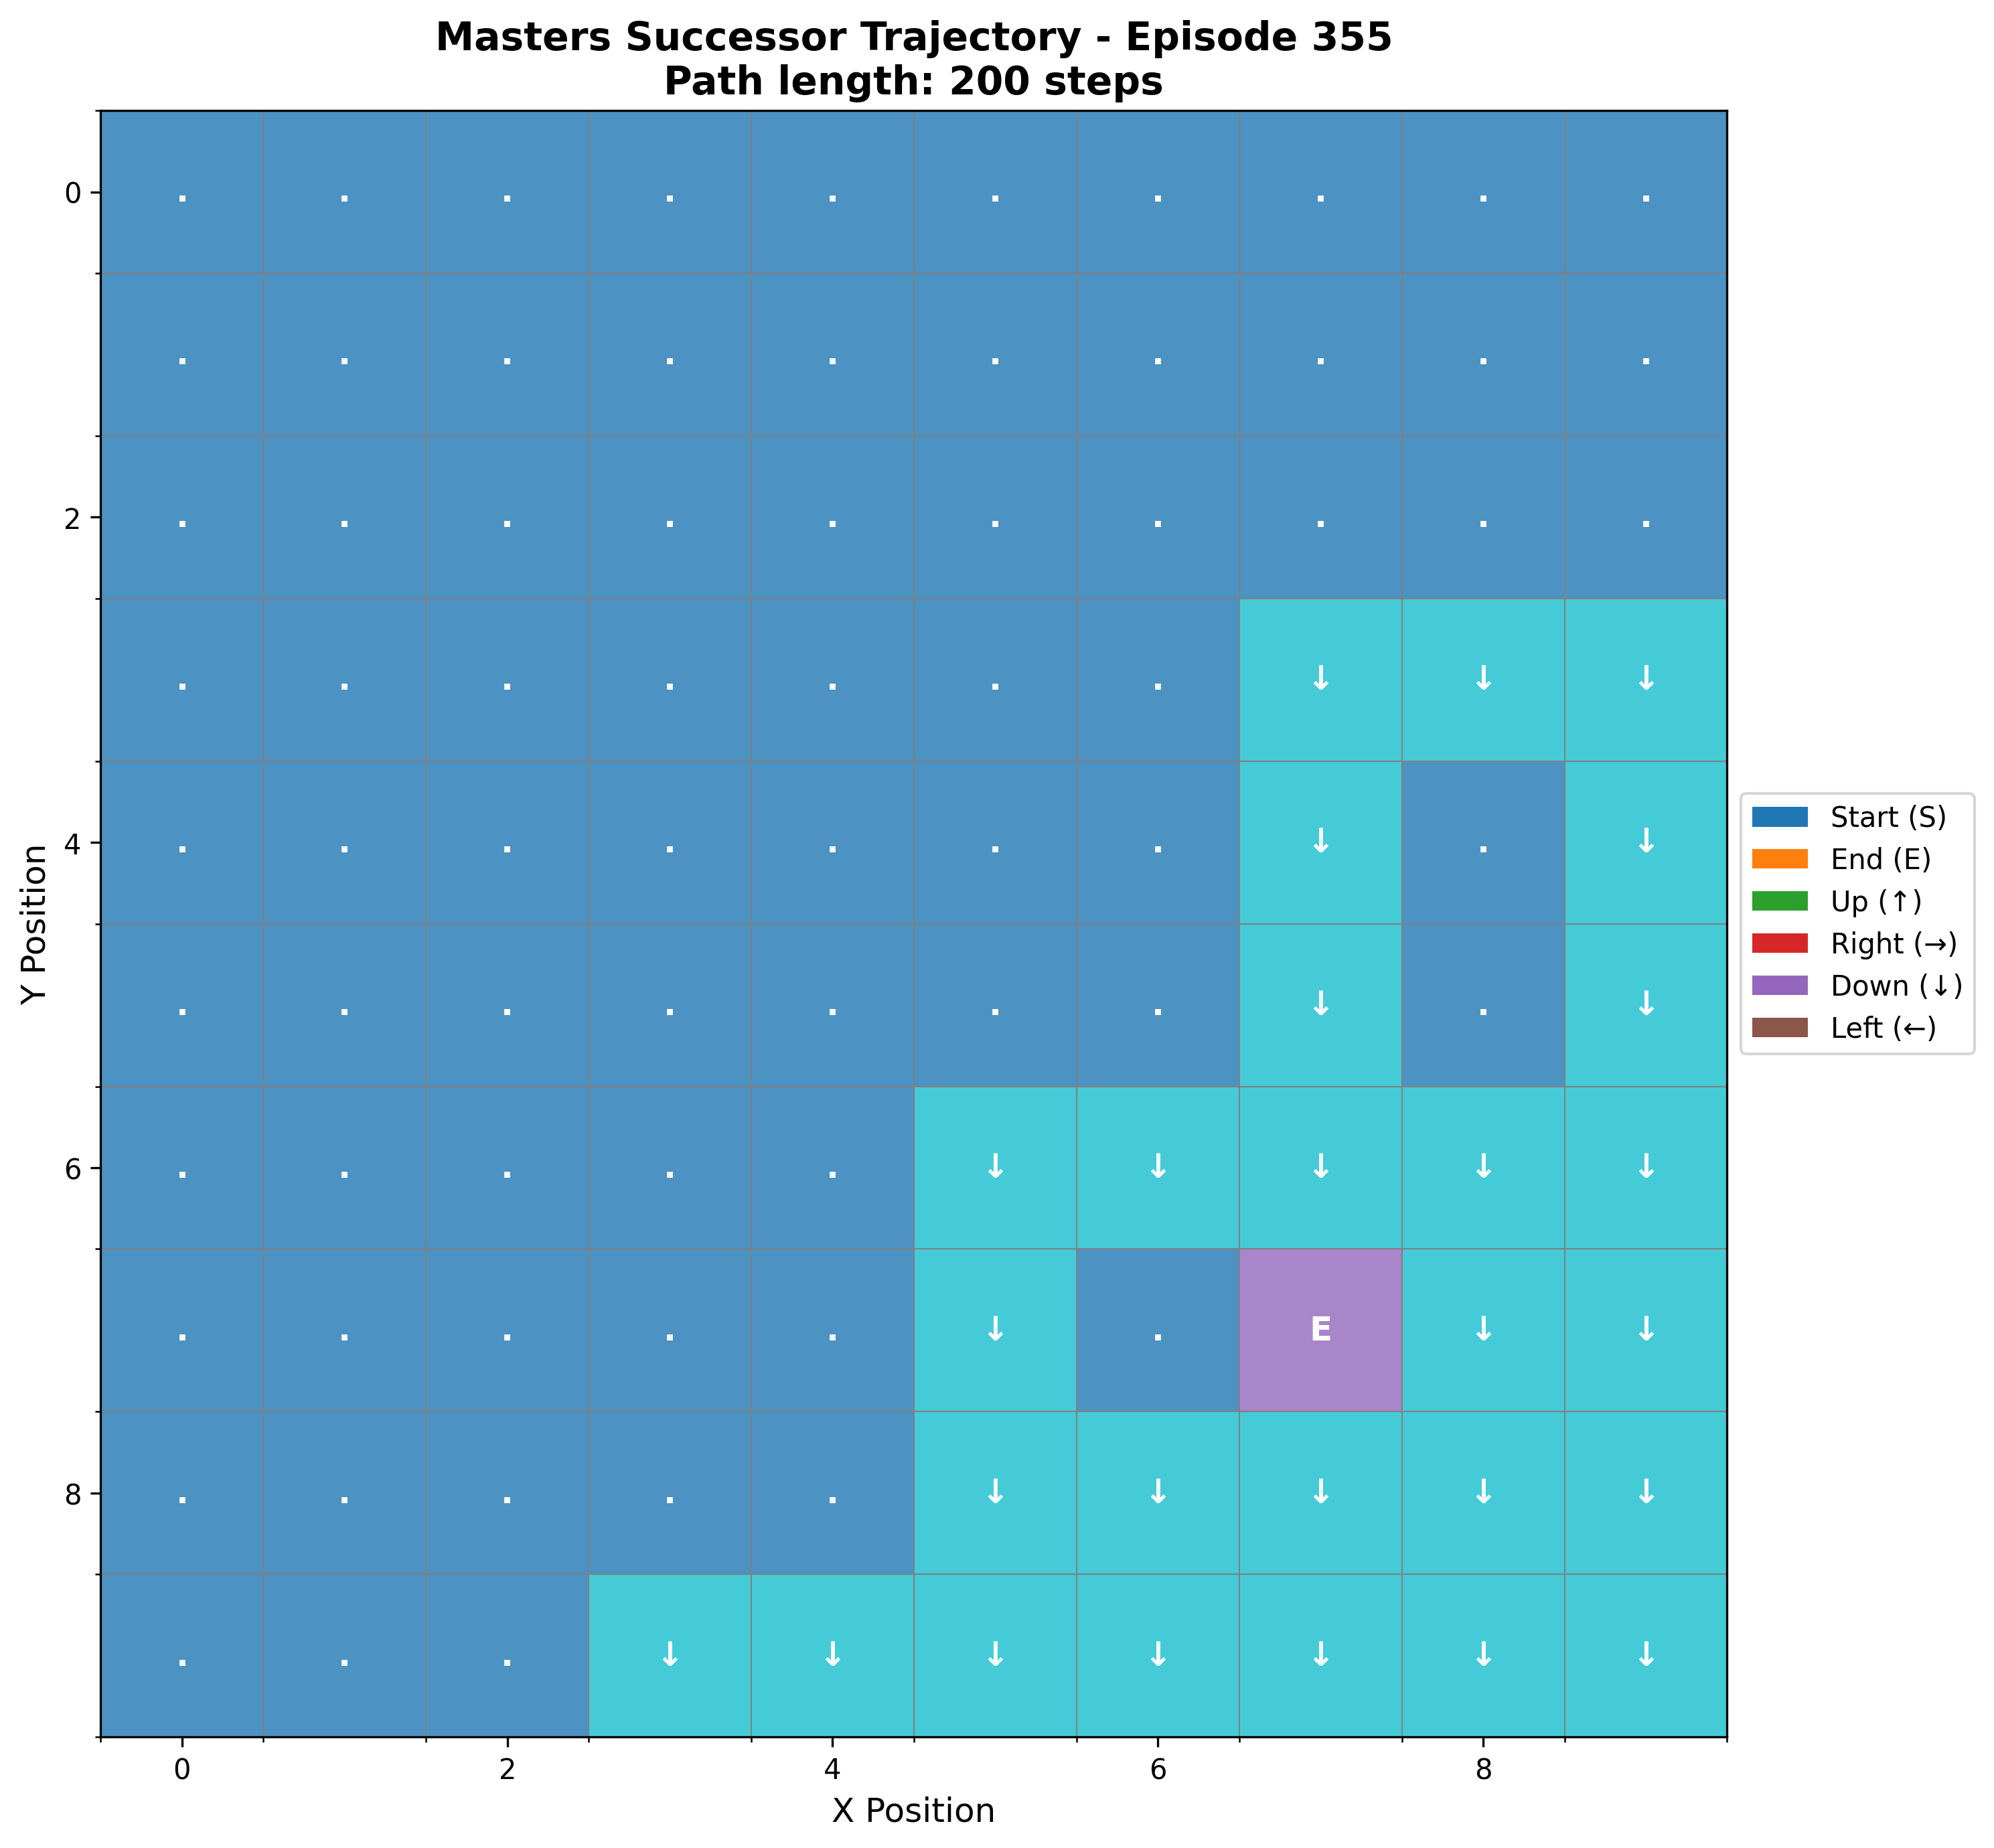 Masters Successor Trajectory - Episode 355
Path length: 200 steps
0 . . . . . . . . . .
. . . . . . . . . .
2 . . . . . . . . . .
. . . . . . . ↓ ↓ ↓
4 . . . . . . . ↓ . ↓
. . . . . . . ↓ . ↓
6 . . . . . ↓ ↓ ↓ ↓ ↓
. . . . . ↓ . E ↓ ↓
8 . . . . . ↓ ↓ ↓ ↓ ↓
. . . ↓ ↓ ↓ ↓ ↓ ↓ ↓
0 2 4 6 8
X Position
Y Position
Start (S)
End (E)
Up (↑)
Right (→)
Down (↓)
Left (←)